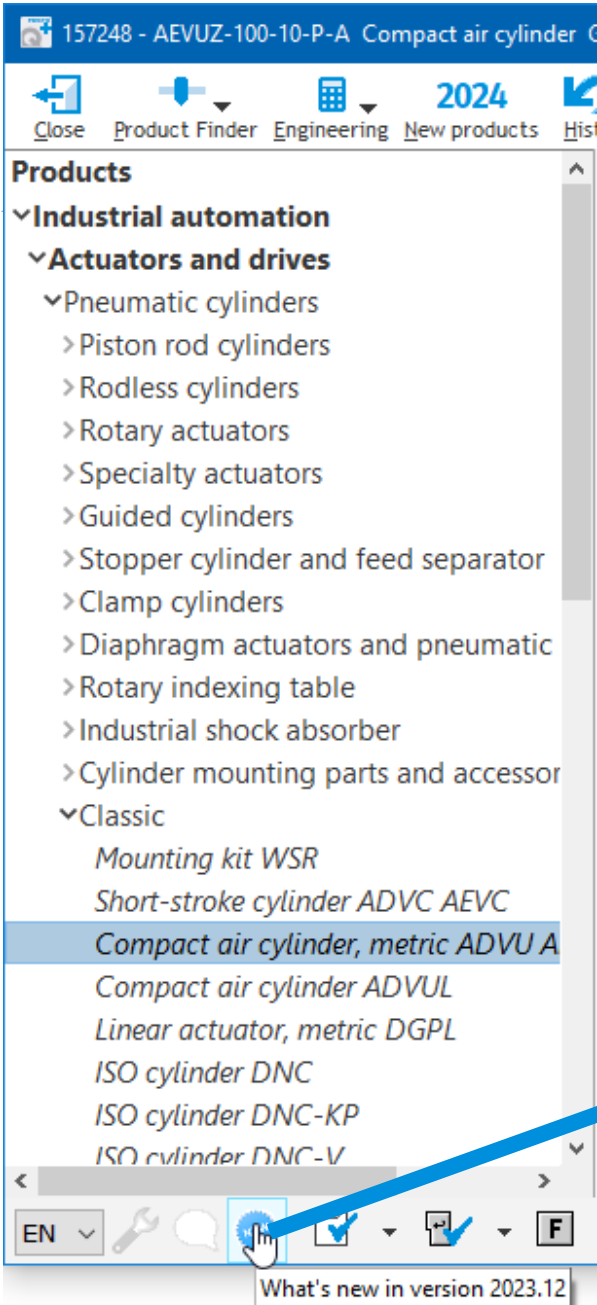 157248 - AEVUZ-100-10-P-A Compact air cylinder
Close Product Finder Engineering 2024 New products
Products
Industrial automation
Actuators and drives
Pneumatic cylinders
Piston rod cylinders
Rodless cylinders
Rotary actuators
Specialty actuators
Guided cylinders
Stopper cylinder and feed separator
Clamp cylinders
Diaphragm actuators and pneumatic
Rotary indexing table
Industrial shock absorber
Cylinder mounting parts and accessor
Classic
Mounting kit WSR
Short-stroke cylinder ADVC AEVC
Compact air cylinder, metric ADVU A
Compact air cylinder ADVUL
Linear actuator, metric DGPL
ISO cylinder DNC
ISO cylinder DNC-KP
ISO cylinder DNC-V
EN F
What's new in version 2023.12